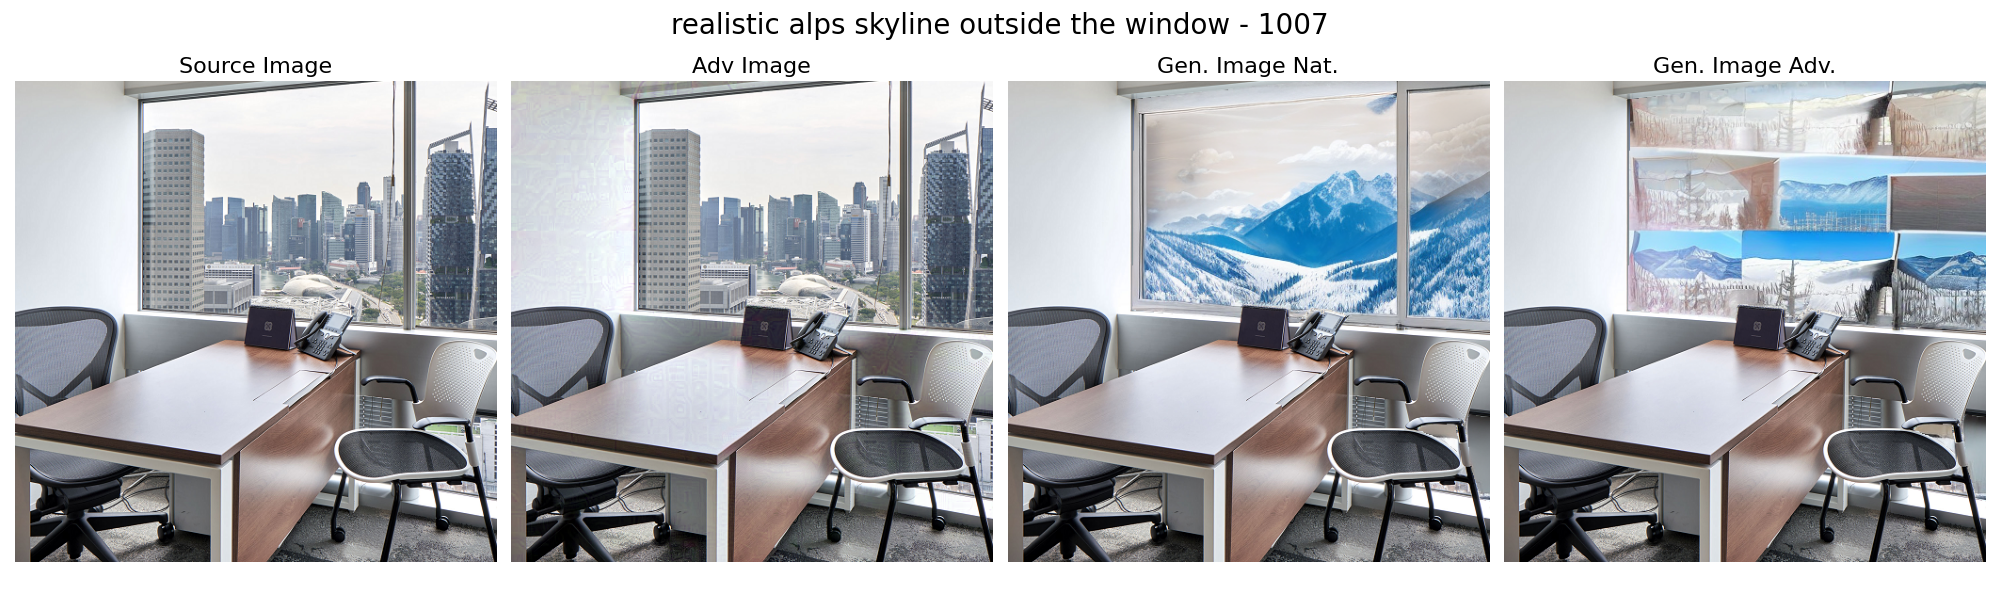 realistic alps skyline outside the window - 1007
Source Image
Adv Image
Gen. Image Nat.
Gen. Image Adv.